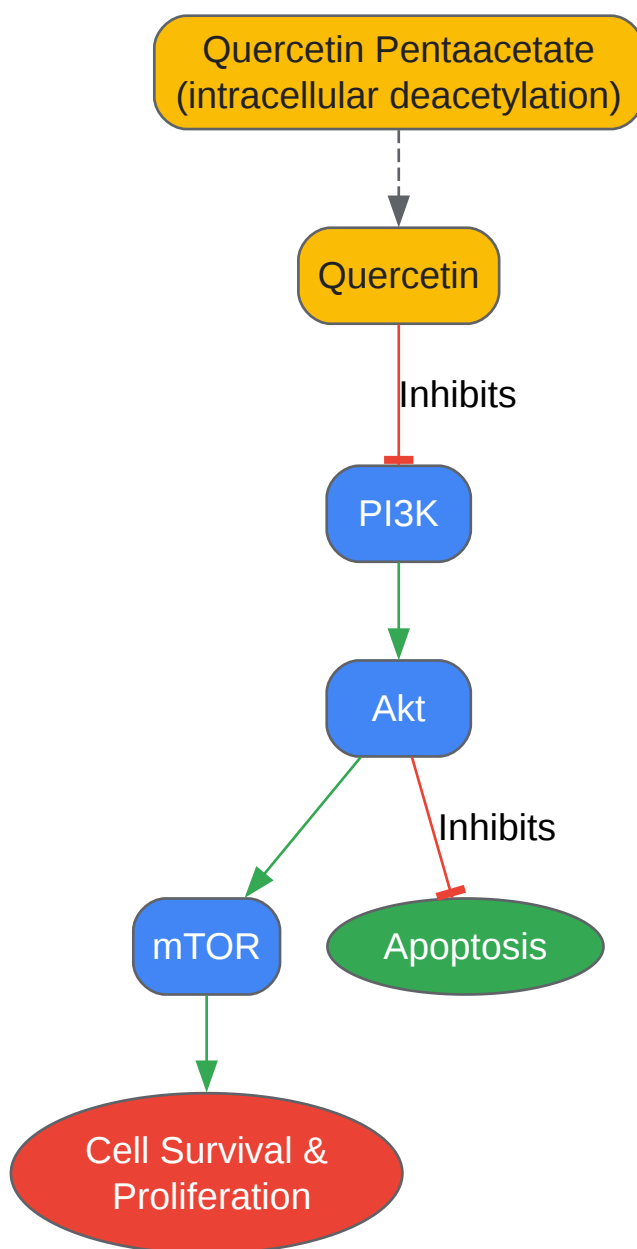 Quercetin Pentaacetate
(intracellular deacetylation)
Quercetin
Inhibits
PI3K
Akt
Inhibits
mTOR
Apoptosis
Cell Survival &
Proliferation